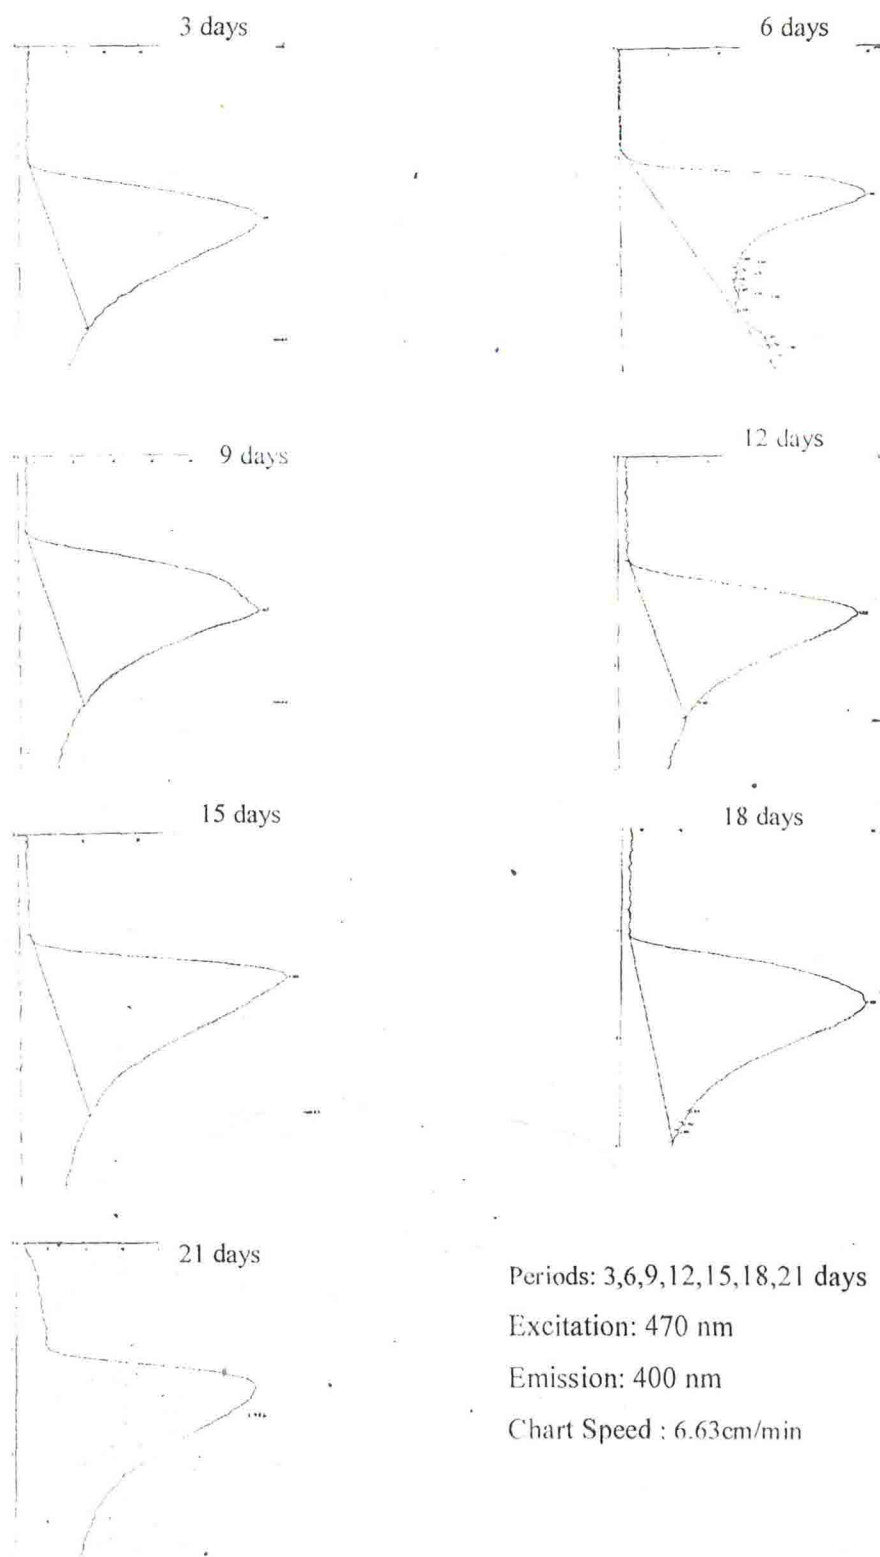 3 days
6 days
9 days
12 days
15 days
18 days
21 days
Periods: 3,6,9,12,15,18,21 days
Excitation: 470 nm
Emission: 400 nm
Chart Speed : 6.63cm/min